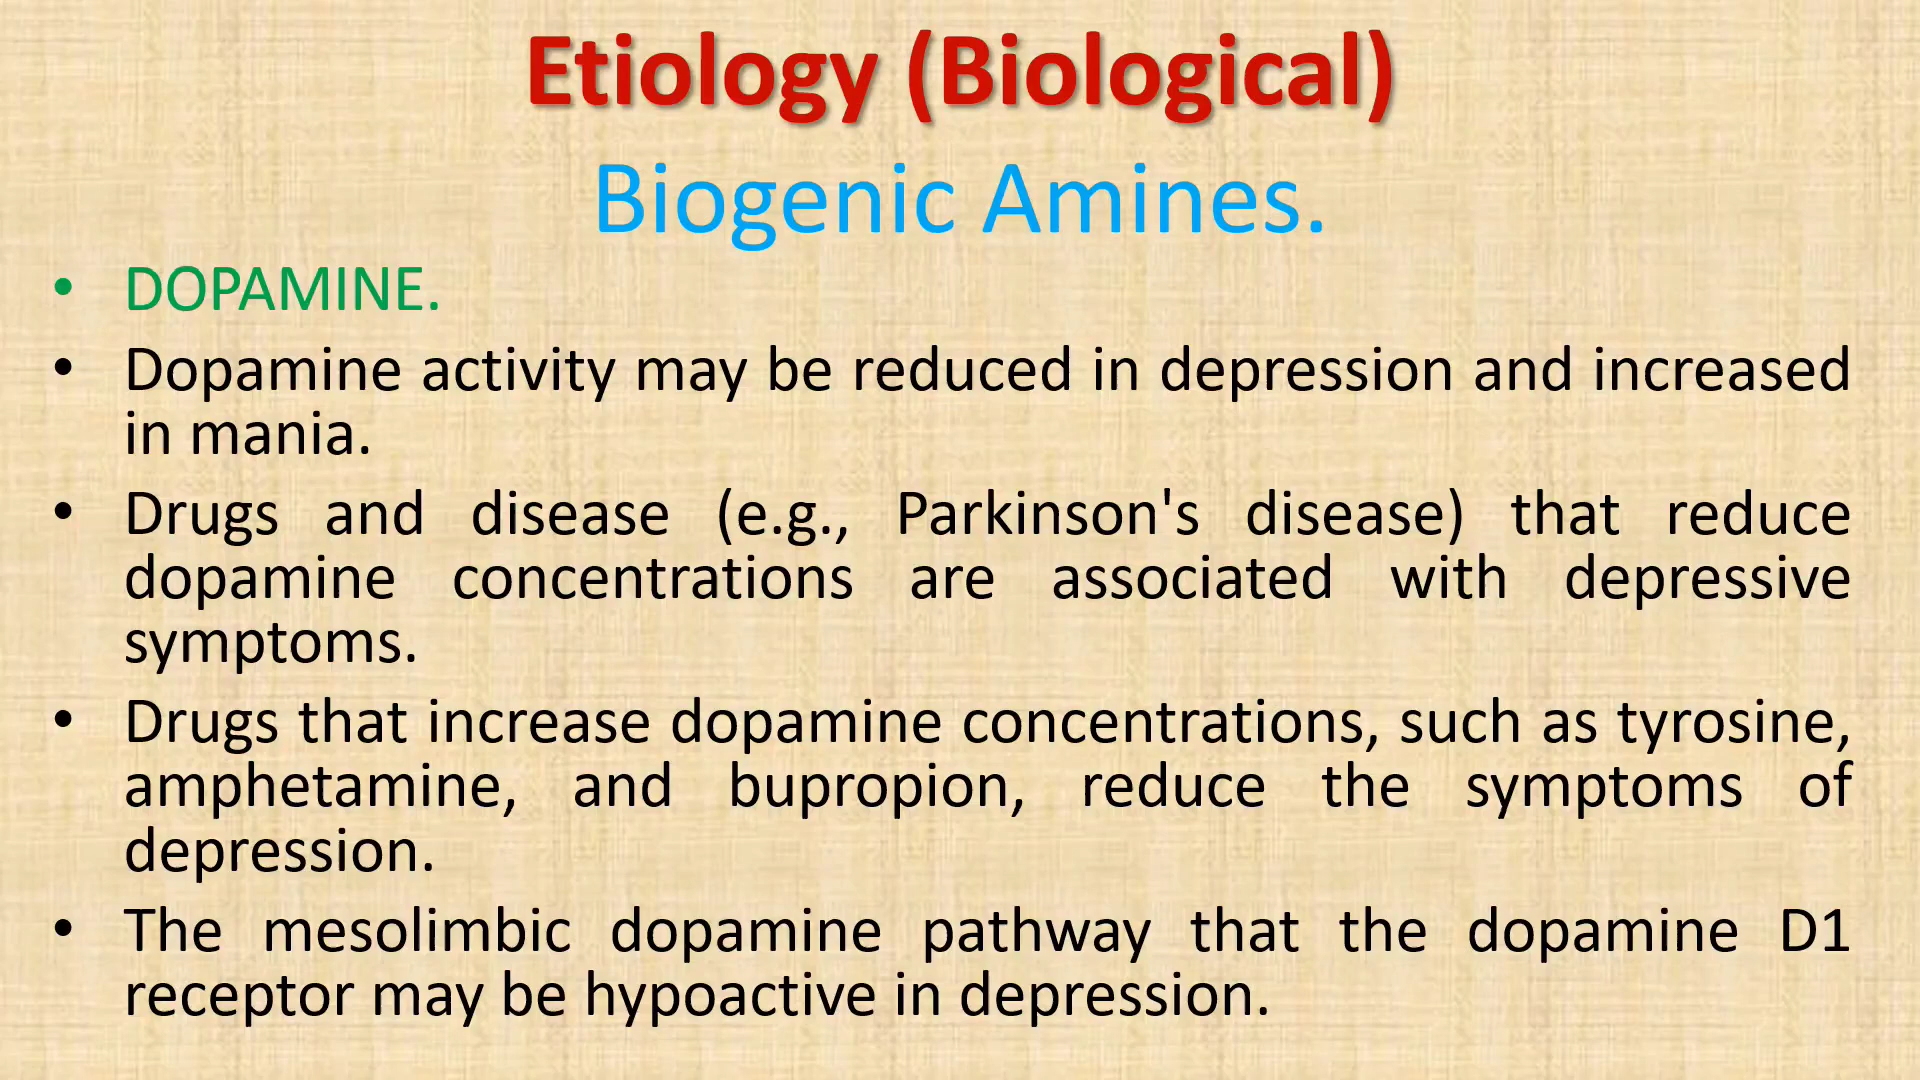 Etiology (Biological)
Biogenic Amines.
• DOPAMINE.
• Dopamine activity may be reduced in depression and increased
in mania.
• Drugs and disease (e.g., Parkinson's disease) that reduce
dopamine concentrations are associated with depressive
symptoms.
• Drugs that increase dopamine concentrations, such as tyrosine,
amphetamine, and bupropion, reduce the symptoms of
depression.
• The mesolimbic dopamine pathway that the dopamine D1
receptor may be hypoactive in depression.